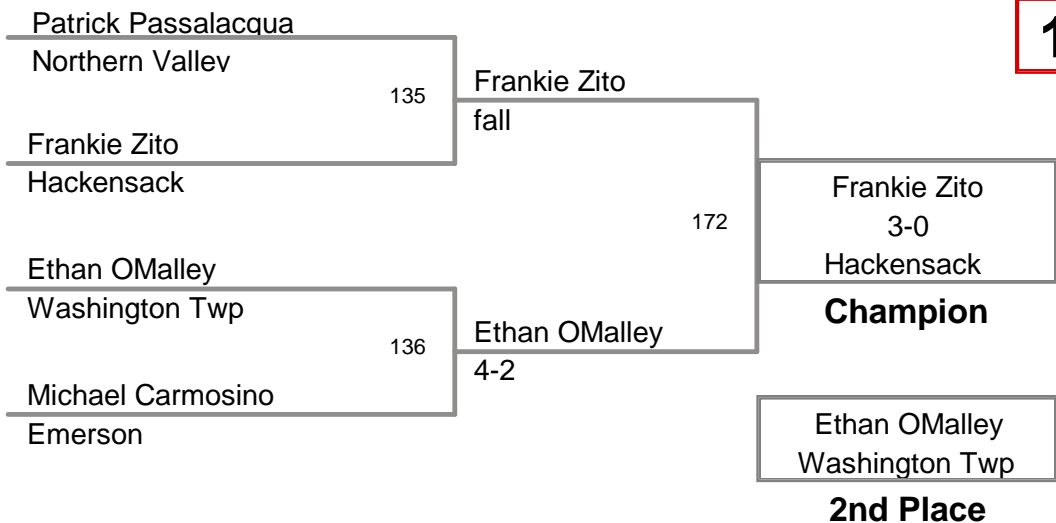 Patrick Passalacqua
Northern Valley
135
Frankie Zito
Hackensack
Frankie Zito
fall
Ethan OMalley
Washington Twp
136
Michael Carmosino
Emerson
Ethan OMalley
4-2
172
Frankie Zito
3-0
Hackensack
Champion
Ethan OMalley
Washington Twp
2nd Place